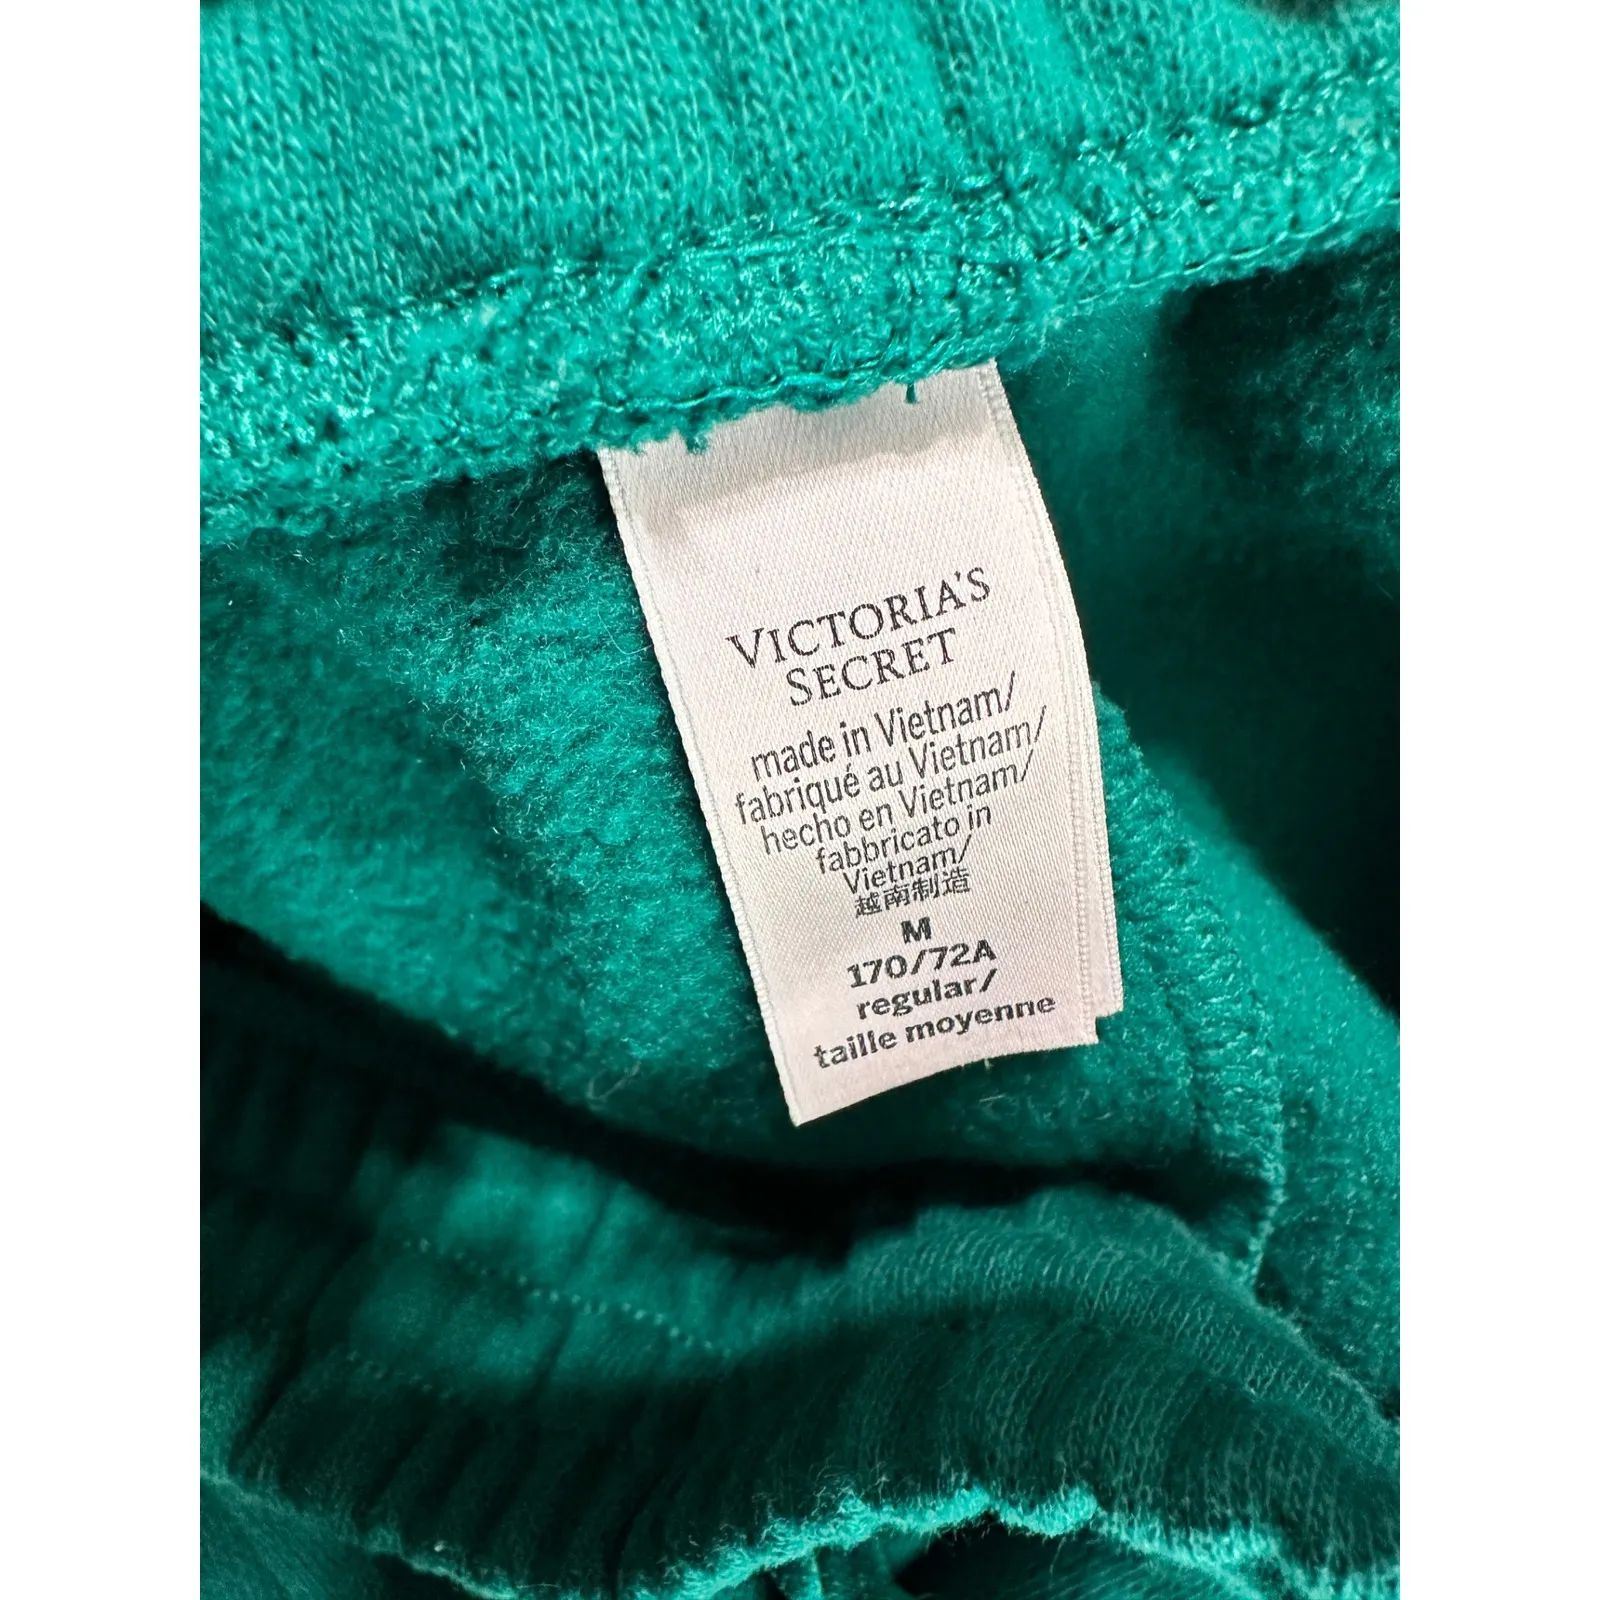 VICTORIA'S
SECRET
made in Vietnam/
fabriqué au Vietnam/
hecho en Vietnam/
fabbricato in
Vietnam/
越南制造
M
170/72A
regular/
taille moyenne